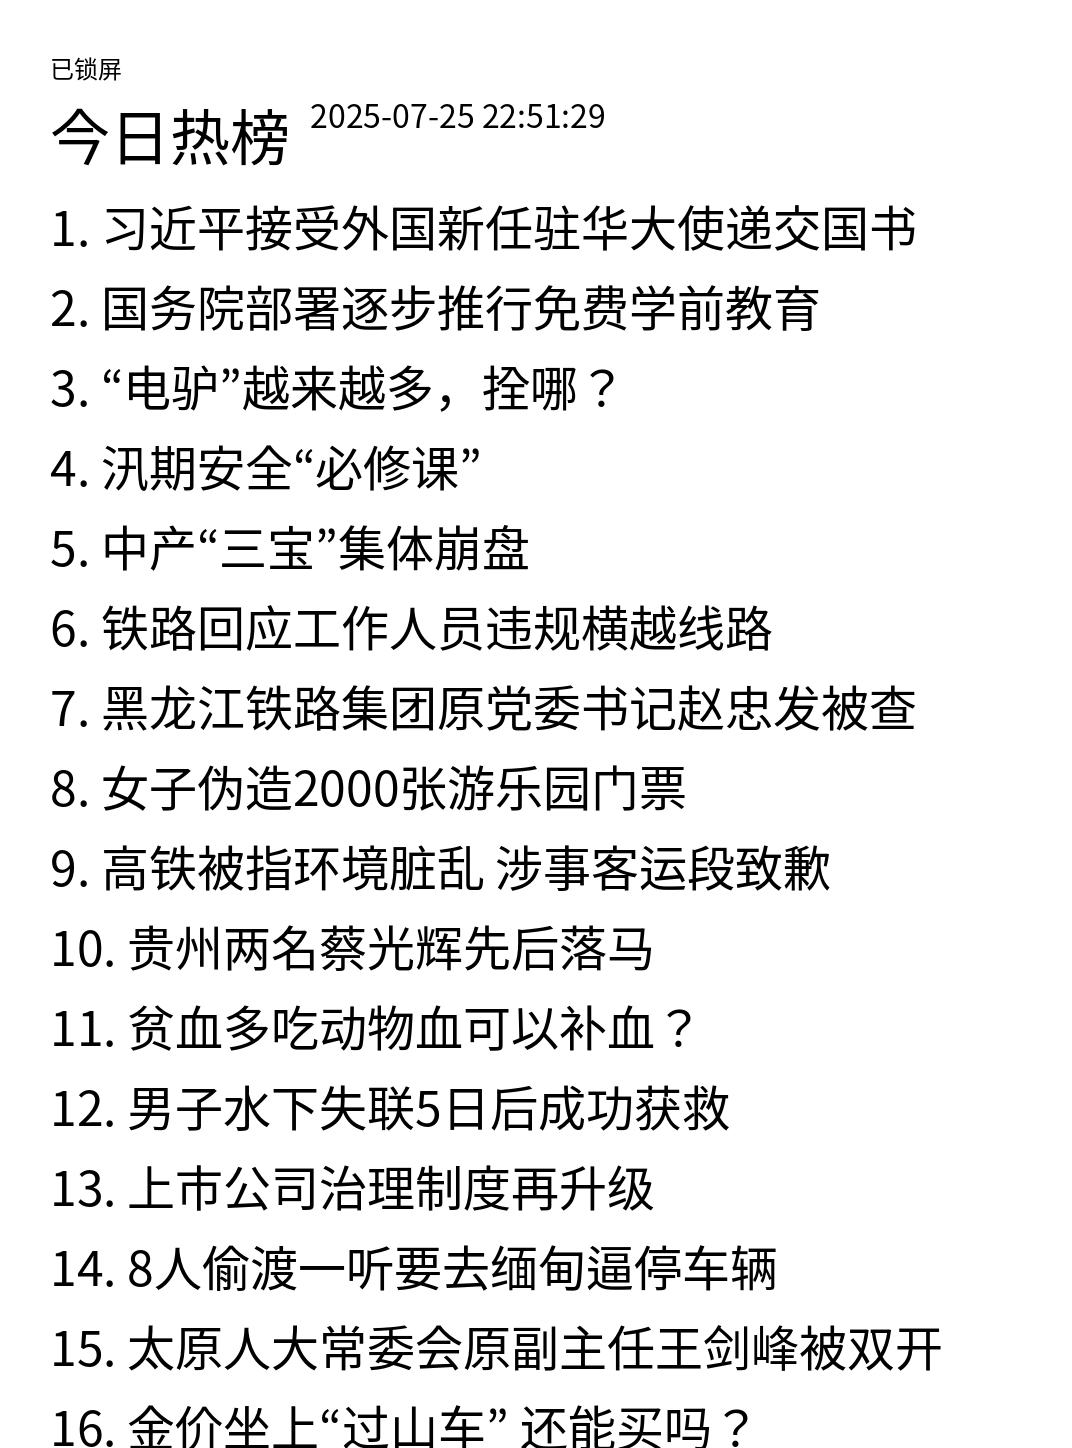 已锁屏
今日热榜 2025-07-25 22:51:29
1. 习近平接受外国新任驻华大使递交国书
2. 国务院部署逐步推行免费学前教育
3. “电驴”越来越多，拴哪？
4. 汛期安全“必修课”
5. 中产“三宝”集体崩盘
6. 铁路回应工作人员违规横越线路
7. 黑龙江铁路集团原党委书记赵忠发被查
8. 女子伪造2000张游乐园门票
9. 高铁被指环境脏乱 涉事客运段致歉
10. 贵州两名蔡光辉先后落马
11. 贫血多吃动物血可以补血？
12. 男子水下失联5日后成功获救
13. 上市公司治理制度再升级
14. 8人偷渡一听要去缅甸逼停车辆
15. 太原人大常委会原副主任王剑峰被双开
16. 金价坐上“过山车” 还能买吗？